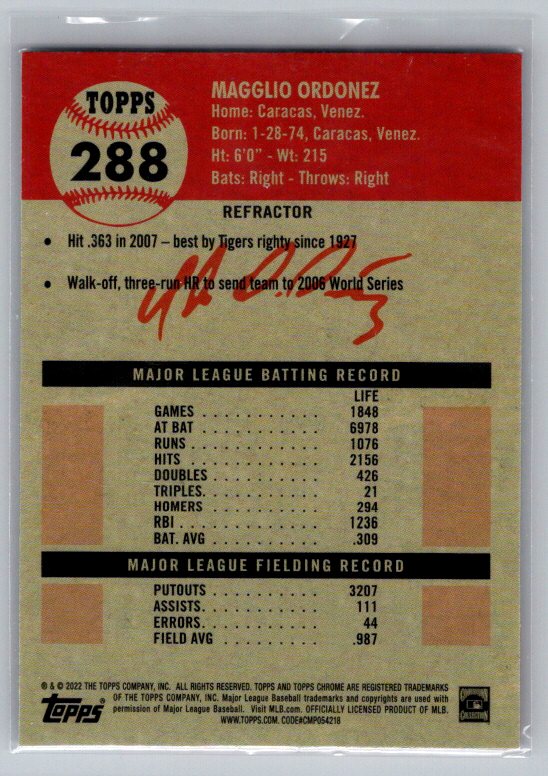 TOPPS
288
MAGGLIO ORDONEZ
Home: Caracas, Venez.
Born: 1-28-74, Caracas, Venez.
Ht: 6'0" - Wt: 215
Bats: Right - Throws: Right
REFRACTOR
• Hit .363 in 2007 – best by Tigers righty since 1927
• Walk-off, three-run HR to send team to 2006 World Series
MAJOR LEAGUE BATTING RECORD
LIFE
GAMES . . . . . . . . . . . 1848
AT BAT . . . . . . . . . . . 6978
RUNS . . . . . . . . . . . 1076
HITS . . . . . . . . . . . 2156
DOUBLES . . . . . . . . . 426
TRIPLES. . . . . . . . . . 21
HOMERS . . . . . . . . . . 294
RBI . . . . . . . . . . . . 1236
BAT. AVG . . . . . . . . . .309
MAJOR LEAGUE FIELDING RECORD
PUTOUTS . . . . . . . . . 3207
ASSISTS. . . . . . . . . . 111
ERRORS. . . . . . . . . . 44
FIELD AVG . . . . . . . . .987
® & © 2022 THE TOPPS COMPANY, INC. ALL RIGHTS RESERVED. TOPPS AND TOPPS CHROME ARE REGISTERED TRADEMARKS
OF THE TOPPS COMPANY, INC. Major League Baseball trademarks and copyrights are used with
permission of Major League Baseball. Visit MLB.com. OFFICIALLY LICENSED PRODUCT OF MLB.
WWW.TOPPS.COM. CODE#CMP054218
TOPPS
COOPERSTOWN
COLLECTION